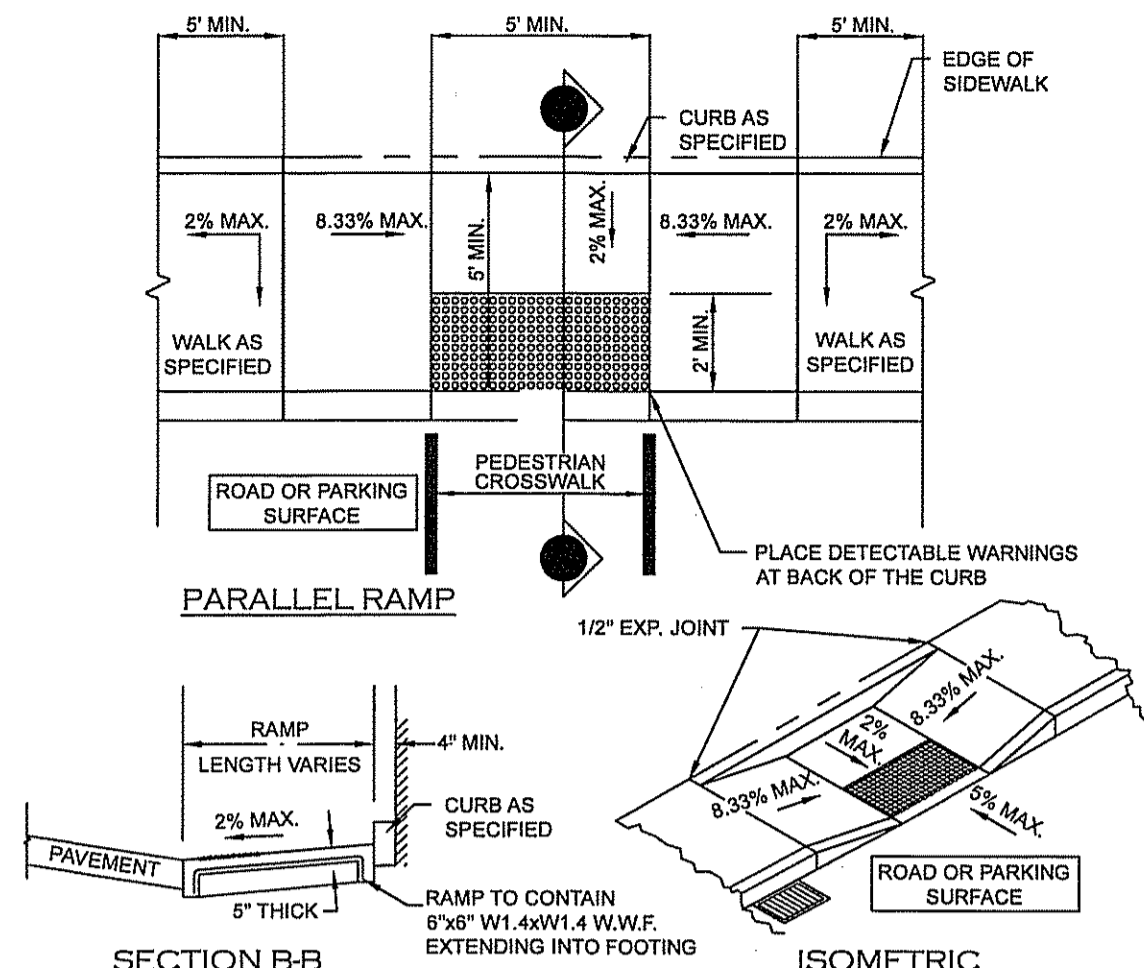 5' MIN.
5' MIN.
5' MIN.
EDGE OF
SIDEWALK
CURB AS
SPECIFIED
2% MAX.
8.33% MAX.
5' MIN.
2% MAX.
8.33% MAX.
2% MAX.
2' MIN.
WALK AS
SPECIFIED
WALK AS
SPECIFIED
PEDESTRIAN
CROSSWALK
ROAD OR PARKING
SURFACE
PLACE DETECTABLE WARNINGS
AT BACK OF THE CURB
PARALLEL RAMP
1/2" EXP. JOINT
RAMP
LENGTH VARIES
4" MIN.
2% MAX.
CURB AS
SPECIFIED
PAVEMENT
5" THICK
RAMP TO CONTAIN
6"x6" W1.4xW1.4 W.W.F.
EXTENDING INTO FOOTING
SECTION B-B
8.33% MAX.
2%
MAX.
8.33% MAX.
5% MAX.
ROAD OR PARKING
SURFACE
ISOMETRIC